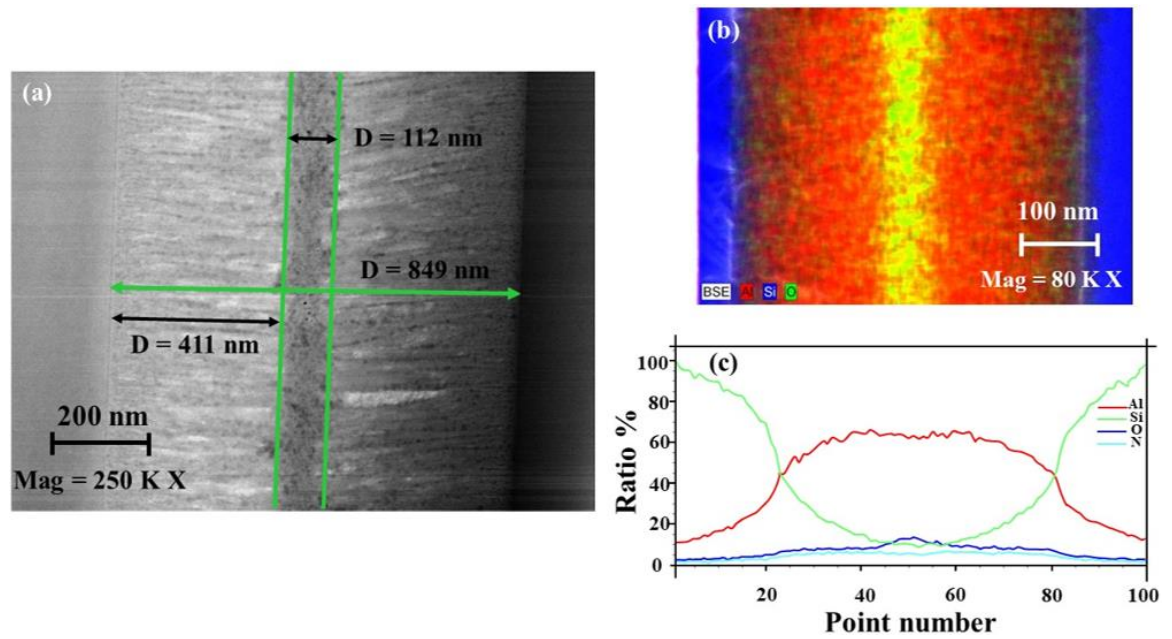 (a)
D = 112 nm
D = 849 nm
D = 411 nm
200 nm
Mag = 250 K X
(b)
100 nm
Mag = 80 K X
BSE Al Si O
(c)
100
80
60
40
20
0
20 40 60 80 100
Ratio %
Point number
Al
Si
O
N